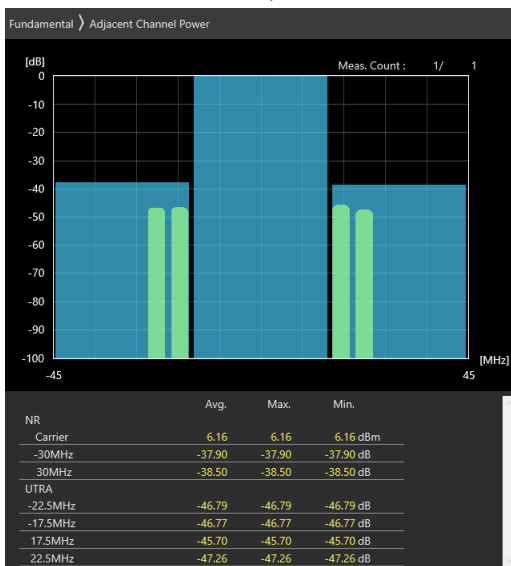 Fundamental 〉 Adjacent Channel Power
[dB] Meas. Count : 1/ 1
0
-10
-20
-30
-40
-50
-60
-70
-80
-90
-100 [MHz]
-45 45
Avg. Max. Min.
NR
Carrier 6.16 6.16 6.16 dBm
-30MHz -37.90 -37.90 -37.90 dB
30MHz -38.50 -38.50 -38.50 dB
UTRA
-22.5MHz -46.79 -46.79 -46.79 dB
-17.5MHz -46.77 -46.77 -46.77 dB
17.5MHz -45.70 -45.70 -45.70 dB
22.5MHz -47.26 -47.26 -47.26 dB